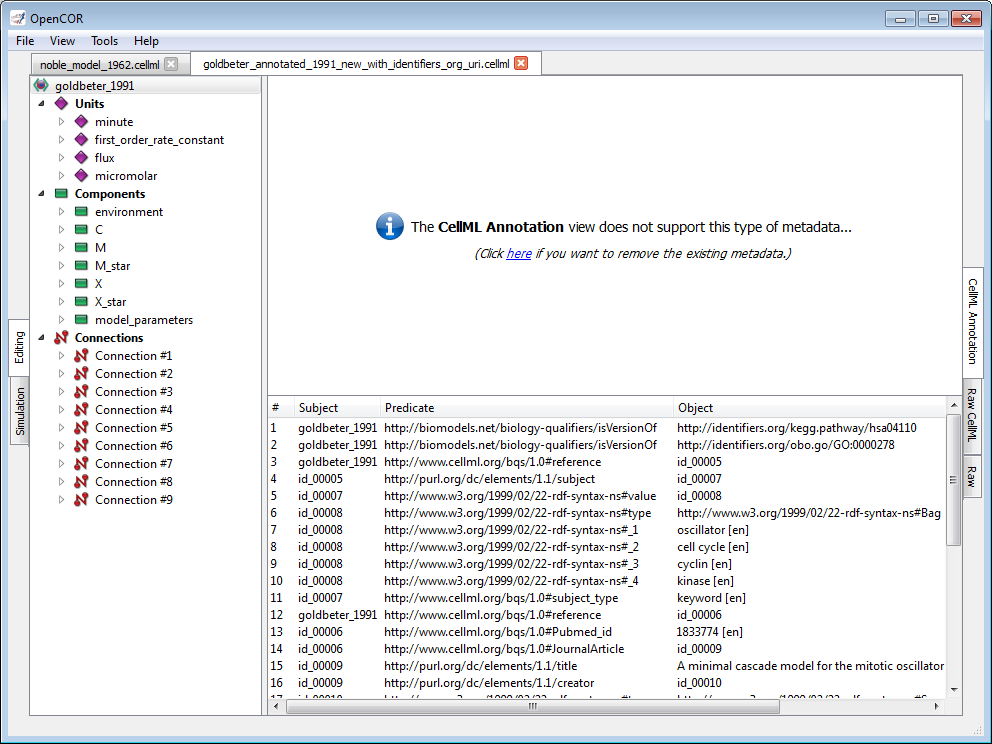 OpenCOR
File View Tools Help
noble_model_1962.cellml
goldbeter_annotated_1991_new_with_identifiers_org_uri.cellml
Editing
Simulation
goldbeter_1991
Units
minute
first_order_rate_constant
flux
micromolar
Components
environment
C
M
M_star
X
X_star
model_parameters
Connections
Connection #1
Connection #2
Connection #3
Connection #4
Connection #5
Connection #6
Connection #7
Connection #8
Connection #9
The CellML Annotation view does not support this type of metadata...
(Click here if you want to remove the existing metadata.)
# Subject Predicate Object
1 goldbeter_1991 http://biomodels.net/biology-qualifiers/isVersionOf http://identifiers.org/kegg.pathway/hsa04110
2 goldbeter_1991 http://biomodels.net/biology-qualifiers/isVersionOf http://identifiers.org/obo.go/GO:0000278
3 goldbeter_1991 http://www.cellml.org/bqs/1.0#reference id_00005
4 id_00005 http://purl.org/dc/elements/1.1/subject id_00007
5 id_00007 http://www.w3.org/1999/02/22-rdf-syntax-ns#value id_00008
6 id_00008 http://www.w3.org/1999/02/22-rdf-syntax-ns#type http://www.w3.org/1999/02/22-rdf-syntax-ns#Bag
7 id_00008 http://www.w3.org/1999/02/22-rdf-syntax-ns#_1 oscillator [en]
8 id_00008 http://www.w3.org/1999/02/22-rdf-syntax-ns#_2 cell cycle [en]
9 id_00008 http://www.w3.org/1999/02/22-rdf-syntax-ns#_3 cyclin [en]
10 id_00008 http://www.w3.org/1999/02/22-rdf-syntax-ns#_4 kinase [en]
11 id_00007 http://www.cellml.org/bqs/1.0#subject_type keyword [en]
12 goldbeter_1991 http://www.cellml.org/bqs/1.0#reference id_00006
13 id_00006 http://www.cellml.org/bqs/1.0#Pubmed_id 1833774 [en]
14 id_00006 http://www.cellml.org/bqs/1.0#JournalArticle id_00009
15 id_00009 http://purl.org/dc/elements/1.1/title A minimal cascade model for the mitotic oscillator
16 id_00009 http://purl.org/dc/elements/1.1/creator id_00010
CellML Annotation
Raw CellML
Raw